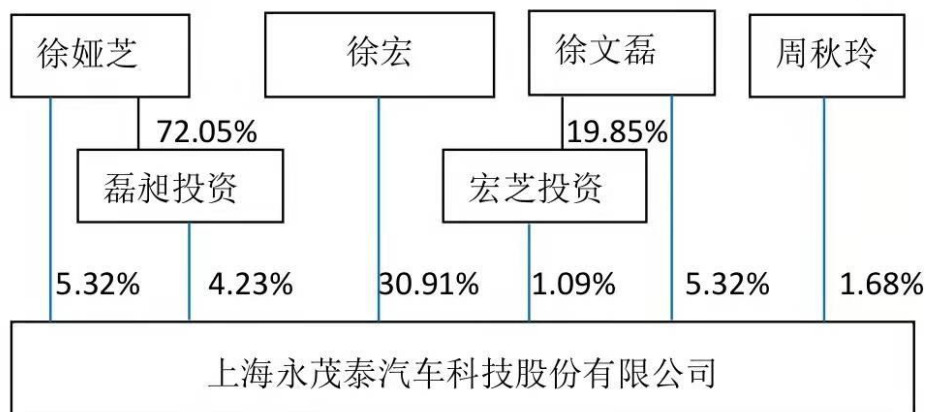 徐娅芝
徐宏
徐文磊
周秋玲
72.05%
19.85%
磊昶投资
宏芝投资
5.32%
4.23%
30.91%
1.09%
5.32%
1.68%
上海永茂泰汽车科技股份有限公司